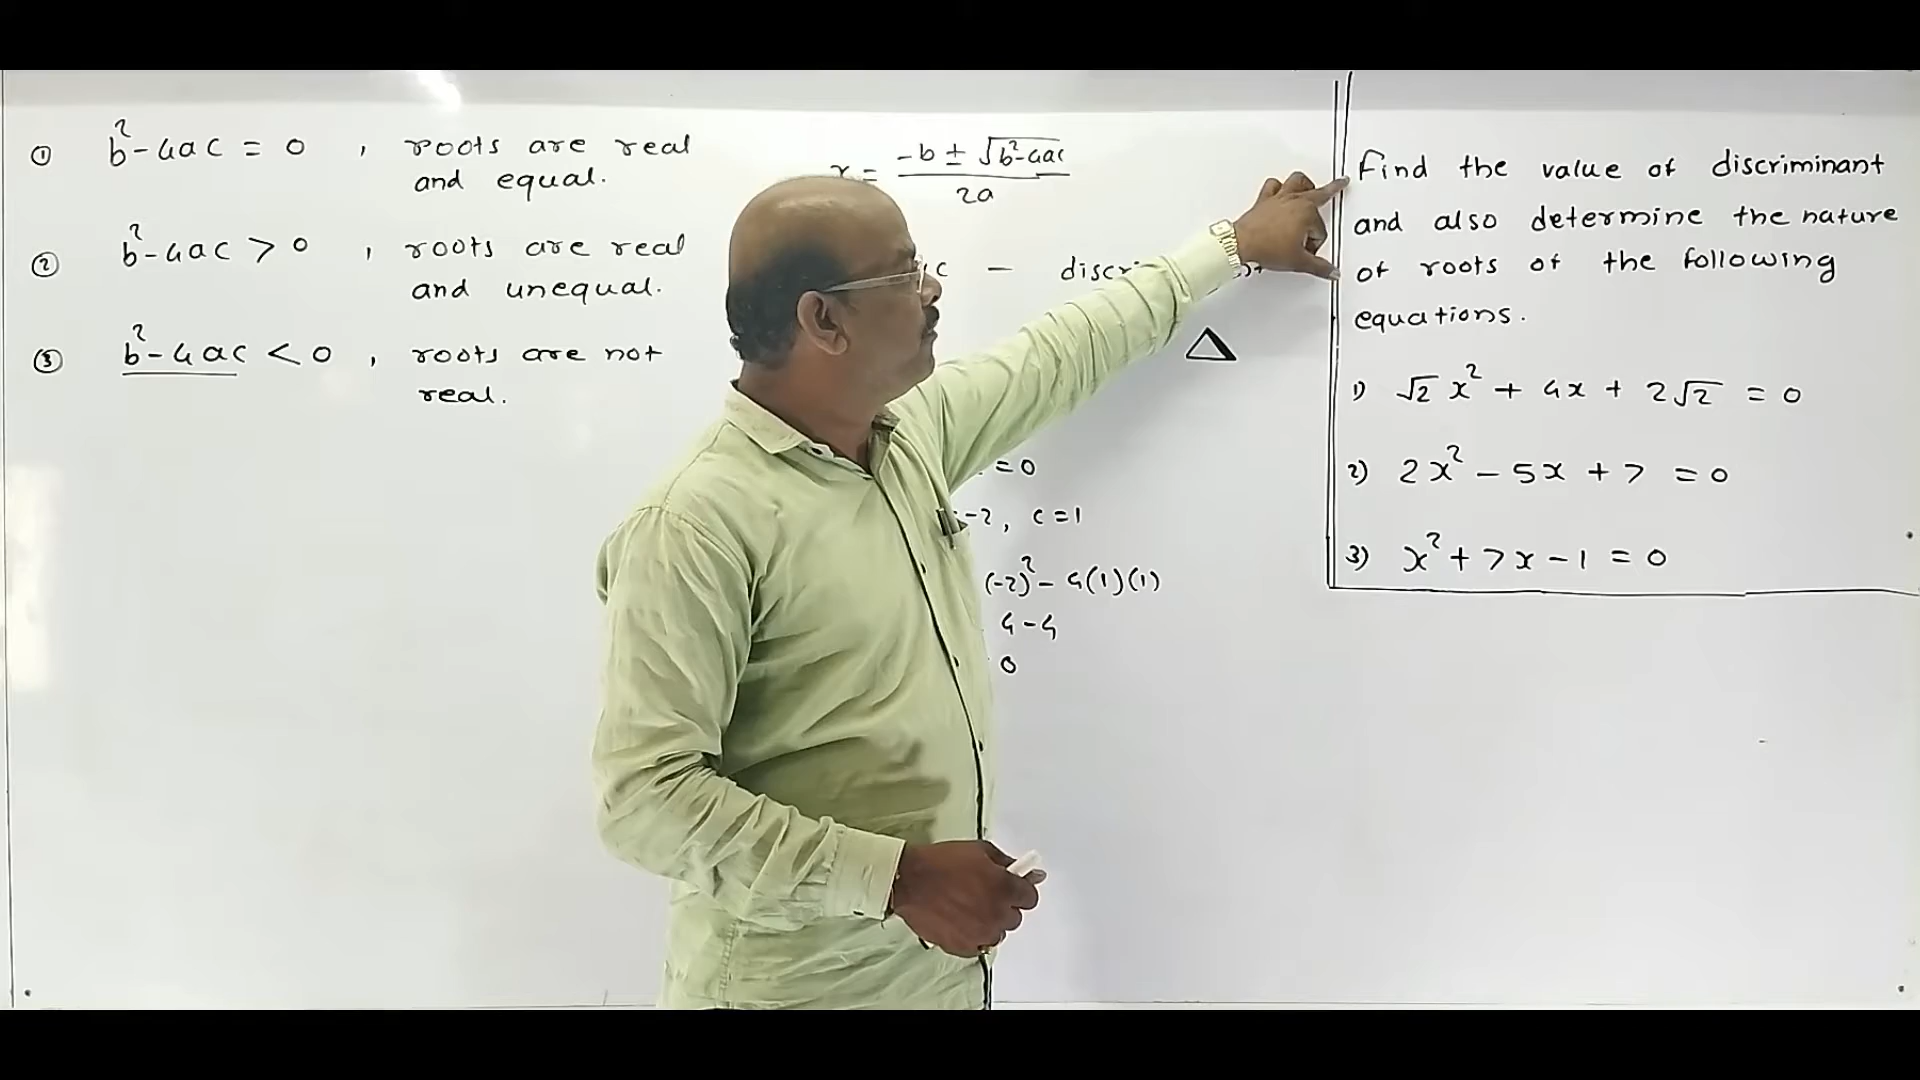 ① b²-4ac = 0 , roots are real
and equal.
② b²-4ac > 0 , roots are real
and unequal.
③ b²-4ac < 0 , roots are not
real.
x = -b ± √b²-4ac
2a
c —
△
= 0
-2, c=1
(-2)² - 4(1)(1)
4-4
0
Find the value of discriminant
and also determine the nature
of roots of the following
equations.
1) √2 x² + 4x + 2√2 = 0
2) 2x² - 5x + 7 = 0
3) x² + 7x - 1 = 0